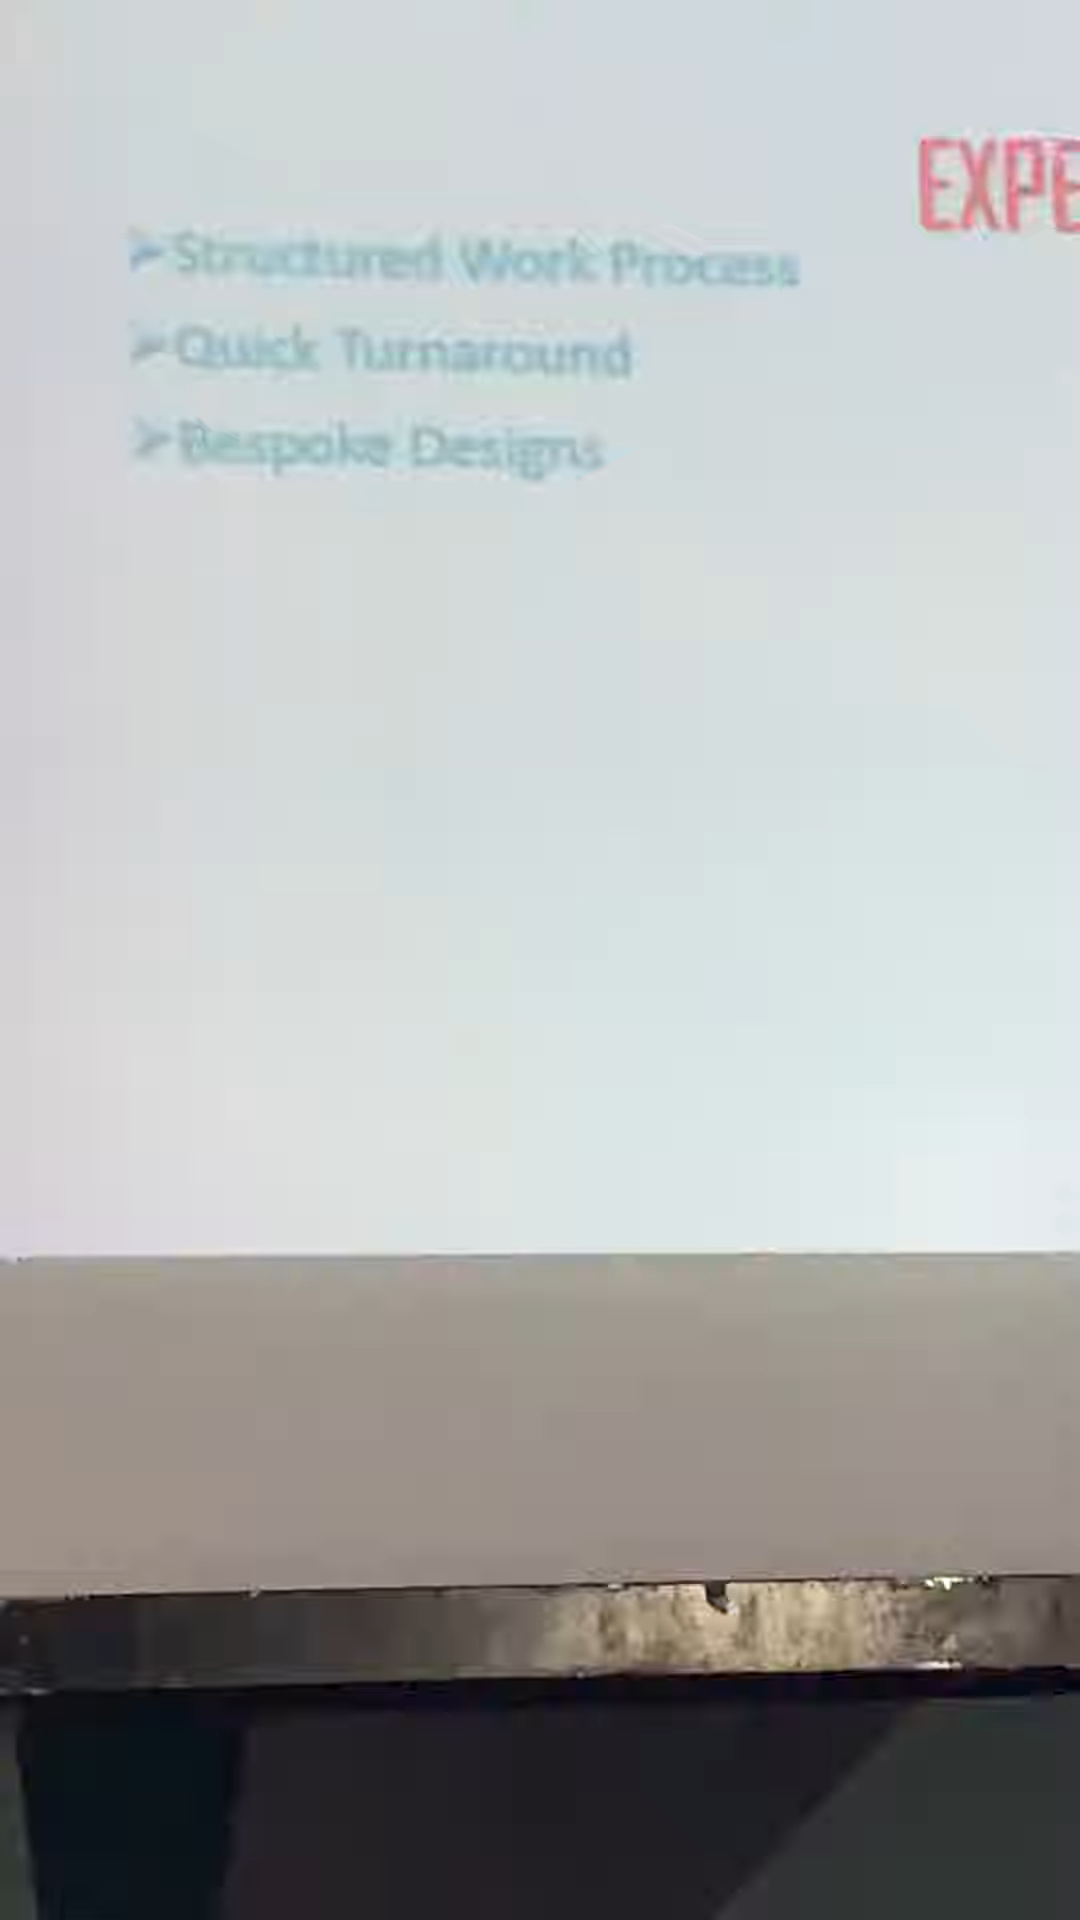 EXPE
➢Structured Work Process
➢Quick Turnaround
➢Bespoke Designs